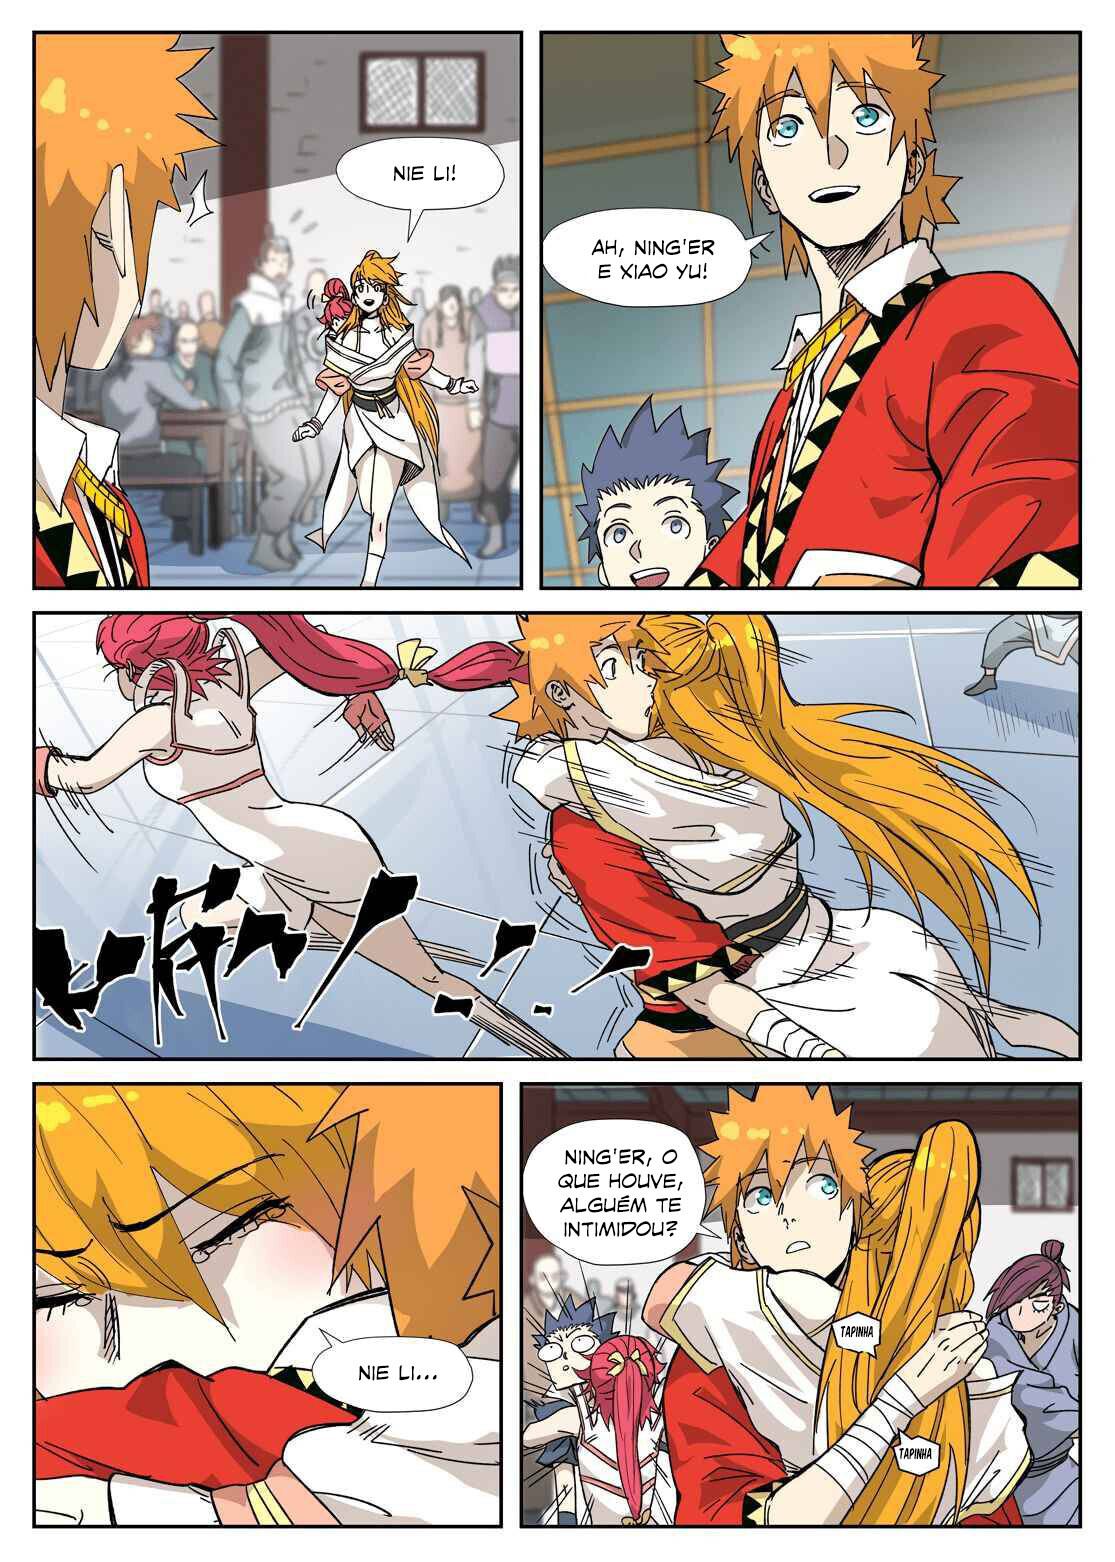 NIE LI!
AH, NING'ER
E XIAO YU!
NIE LI...
NING'ER, O
QUE HOUVE,
ALGUÉM TE
INTIMIDOU?
TAPINHA
TAPINHA